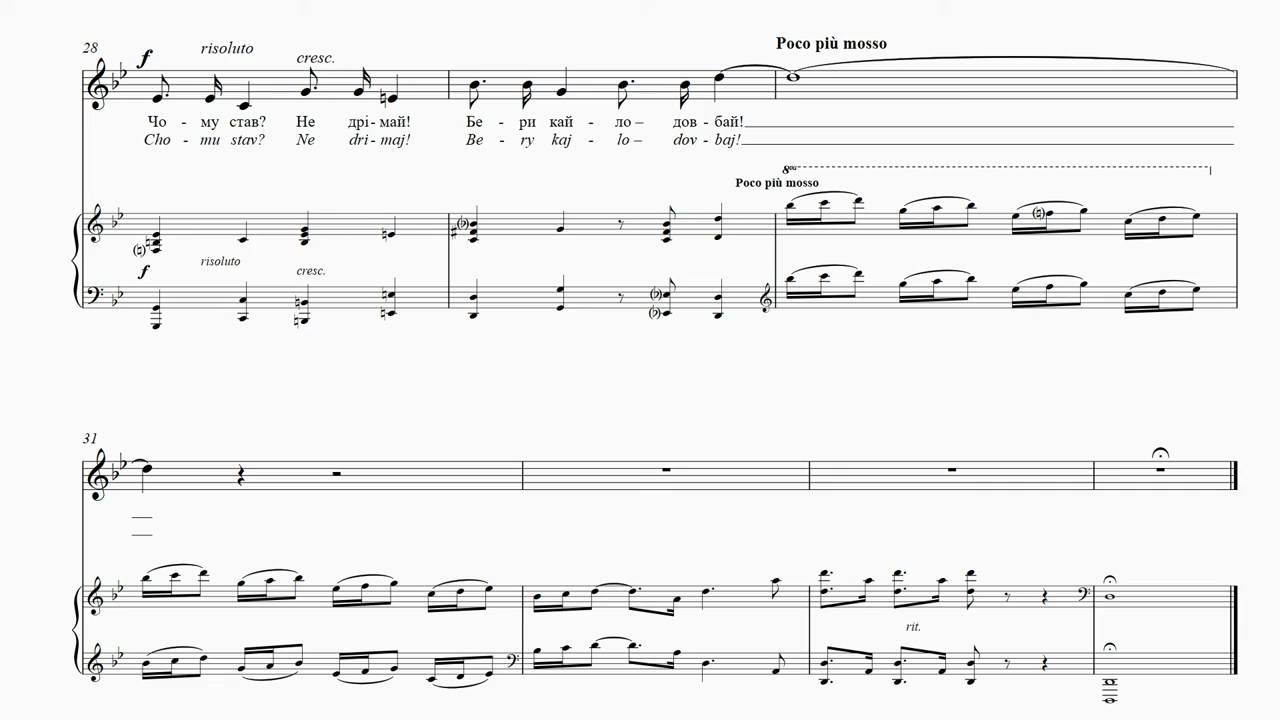 28
f risoluto cresc. Poco più mosso
Чо - му став? Не дрі - май! Бе - ри кай - ло – дов - бай!
Cho - mu stav? Ne dri - maj! Be - ry kaj - lo – dov - baj!
8va
Poco più mosso
f risoluto cresc.
31
rit.